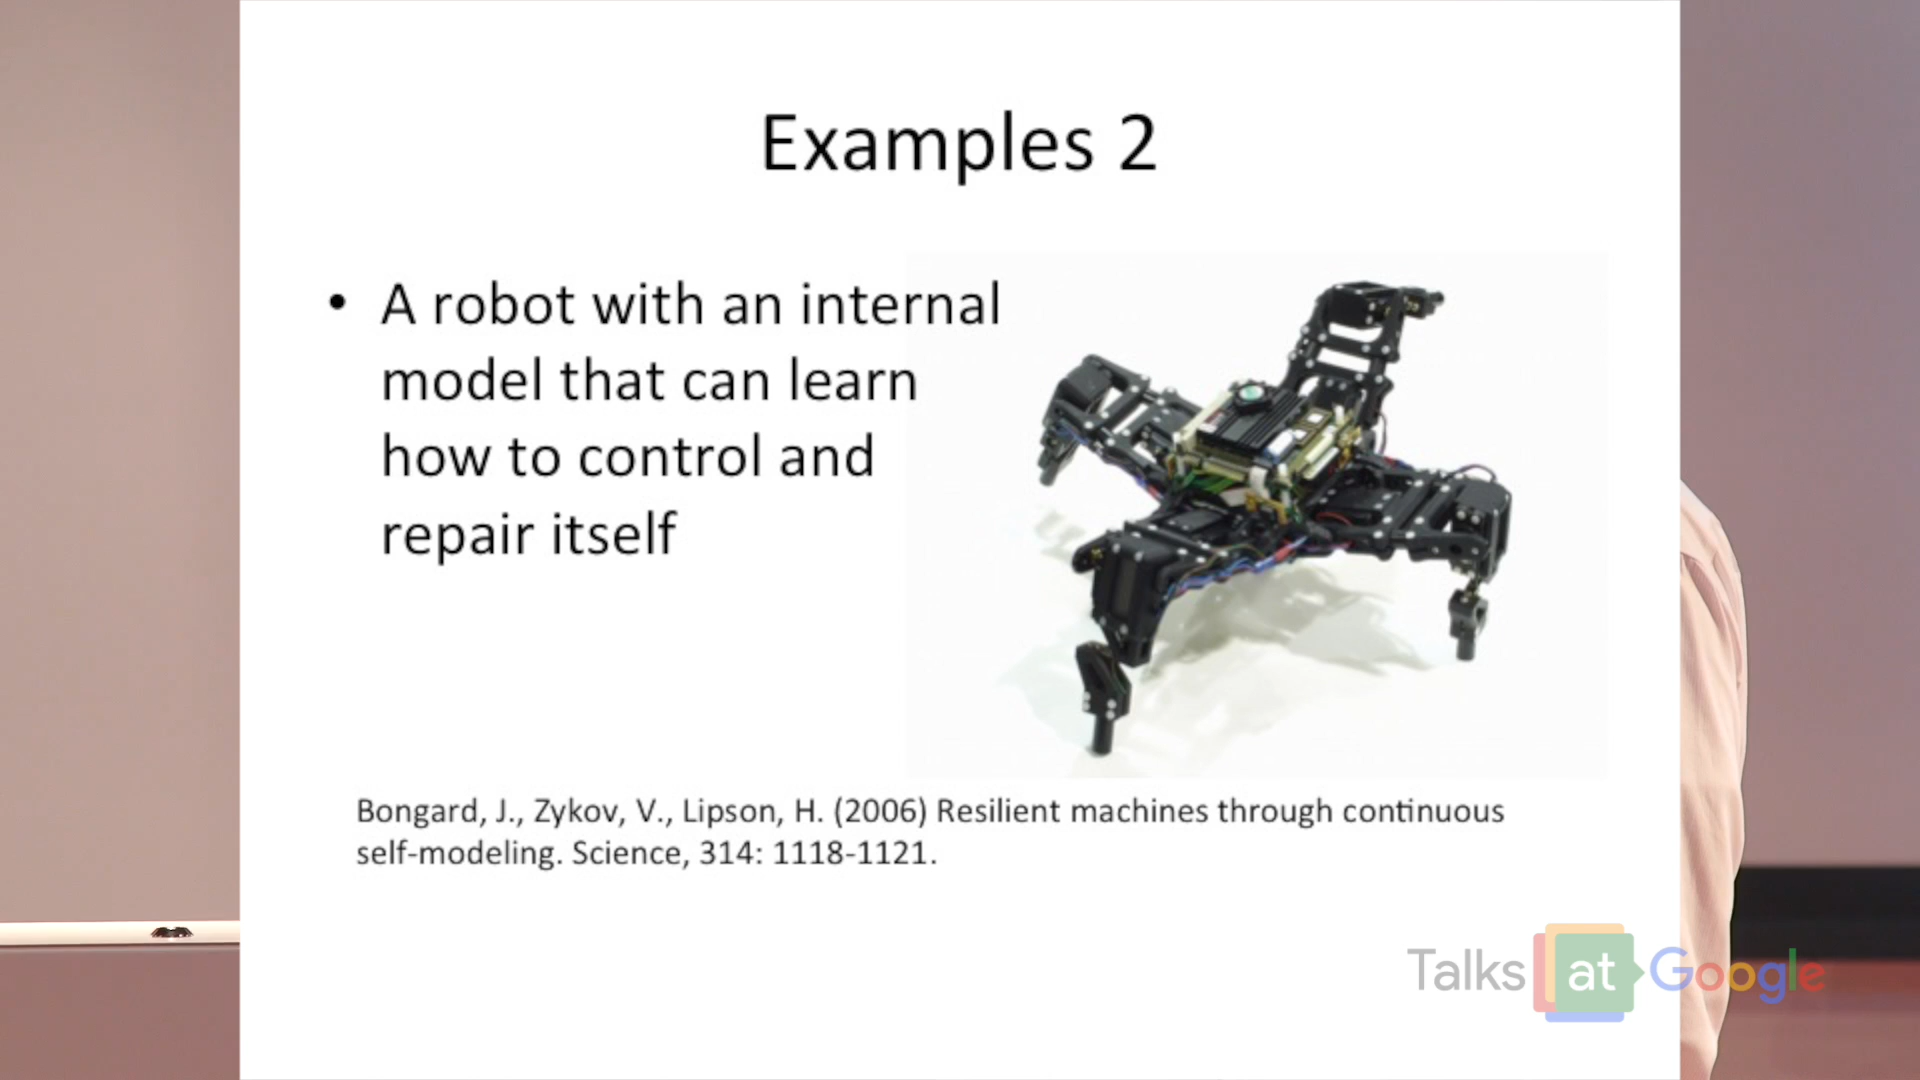 Examples 2
• A robot with an internal
model that can learn
how to control and
repair itself
Bongard, J., Zykov, V., Lipson, H. (2006) Resilient machines through continuous
self-modeling. Science, 314: 1118-1121.
Talks at Google